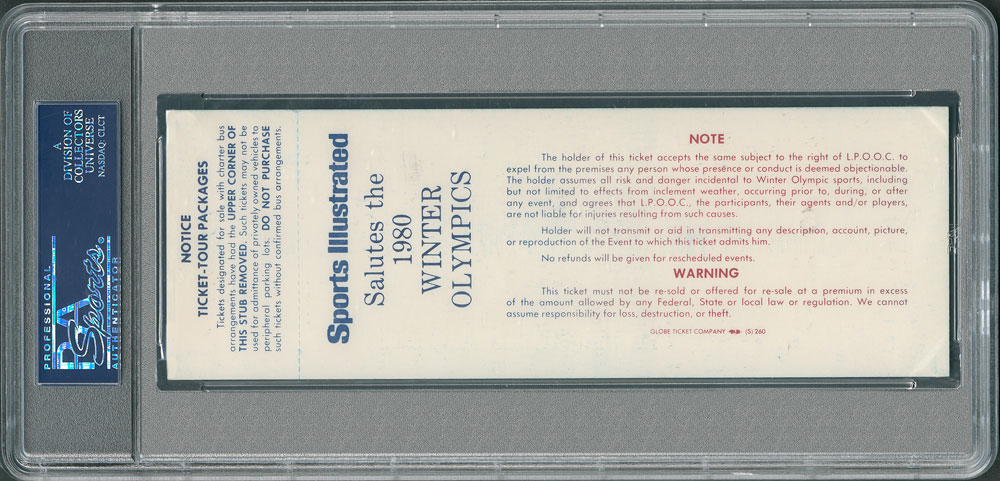 A
DIVISION OF
COLLECTORS
UNIVERSE
NASDAQ: CLCT
PROFESSIONAL
PSA
Sports®
AUTHENTICATOR
NOTICE
TICKET-TOUR PACKAGES
Tickets designated for sale with charter bus
arrangements have had the UPPER CORNER OF
THIS STUB REMOVED. Such tickets may not be
used for admittance of privately owned vehicles to
peripheral parking lots. DO NOT PURCHASE
such tickets without confirmed bus arrangements.
Sports Illustrated
Salutes the
1980
WINTER
OLYMPICS
NOTE
The holder of this ticket accepts the same subject to the right of L.P.O.O.C. to
expel from the premises any person whose presence or conduct is deemed objectionable.
The holder assumes all risk and danger incidental to Winter Olympic sports, including
but not limited to effects from inclement weather, occurring prior to, during, or after
any event, and agrees that L.P.O.O.C., the participants, their agents and/or players,
are not liable for injuries resulting from such causes.
Holder will not transmit or aid in transmitting any description, account, picture,
or reproduction of the Event to which this ticket admits him.
No refunds will be given for rescheduled events.
WARNING
This ticket must not be re-sold or offered for re-sale at a premium in excess
of the amount allowed by any Federal, State or local law or regulation. We cannot
assume responsibility for loss, destruction, or theft.
GLOBE TICKET COMPANY (5) 260